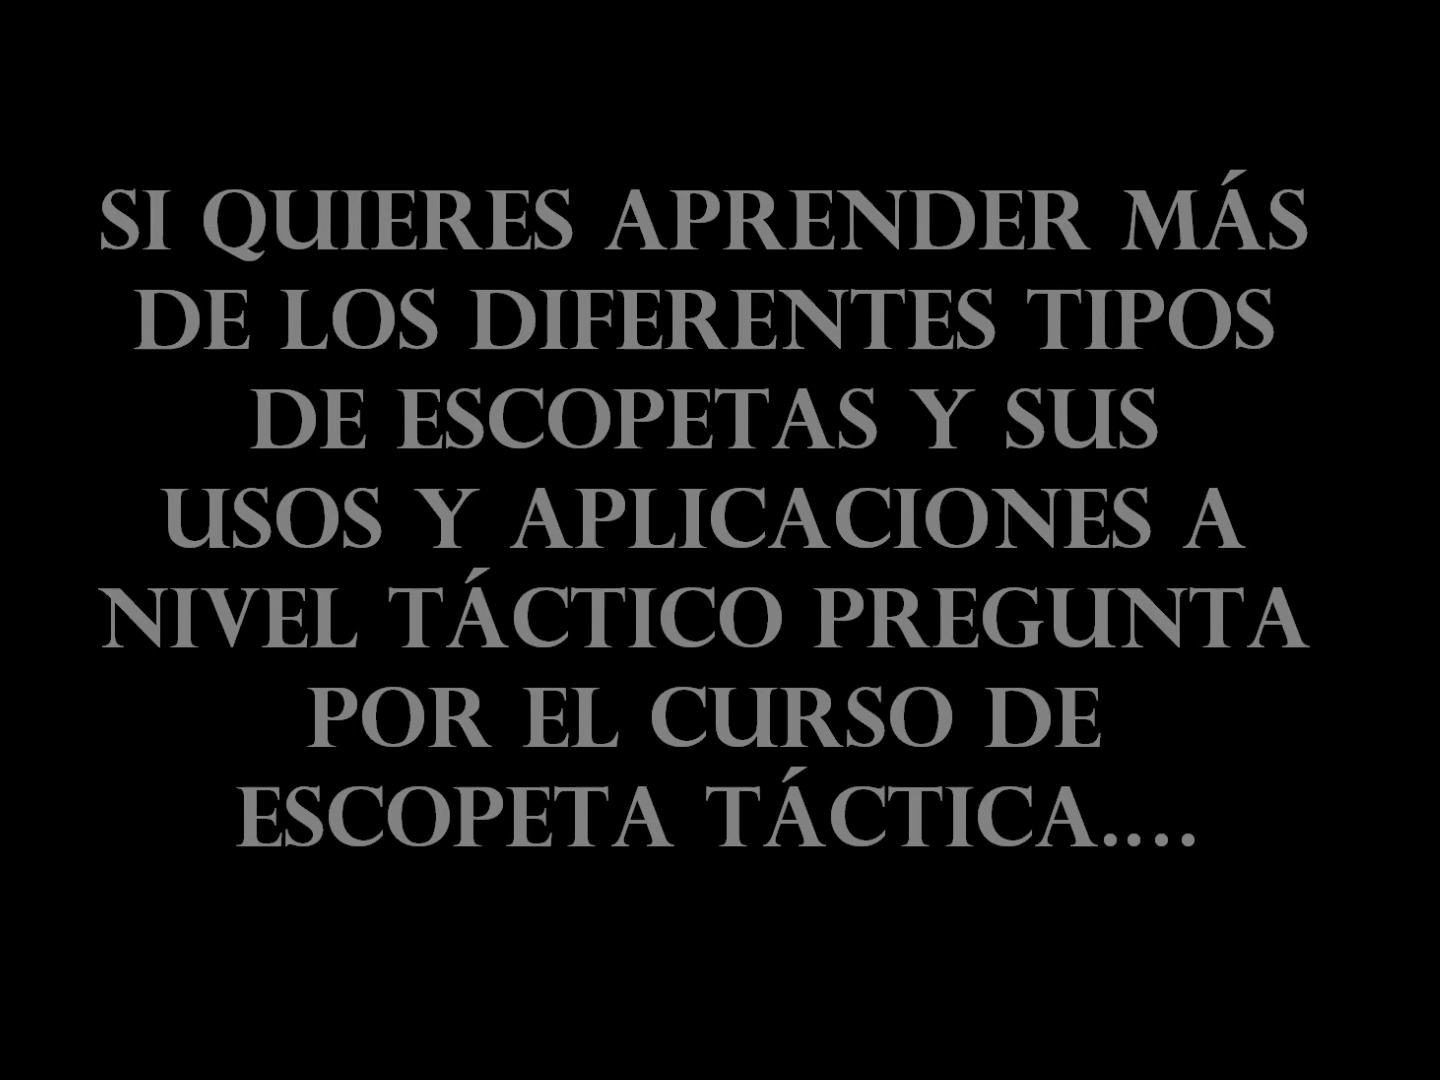 SI QUIERES APRENDER MÁS
DE LOS DIFERENTES TIPOS
DE ESCOPETAS Y SUS
USOS Y APLICACIONES A
NIVEL TÁCTICO PREGUNTA
POR EL CURSO DE
ESCOPETA TÁCTICA....